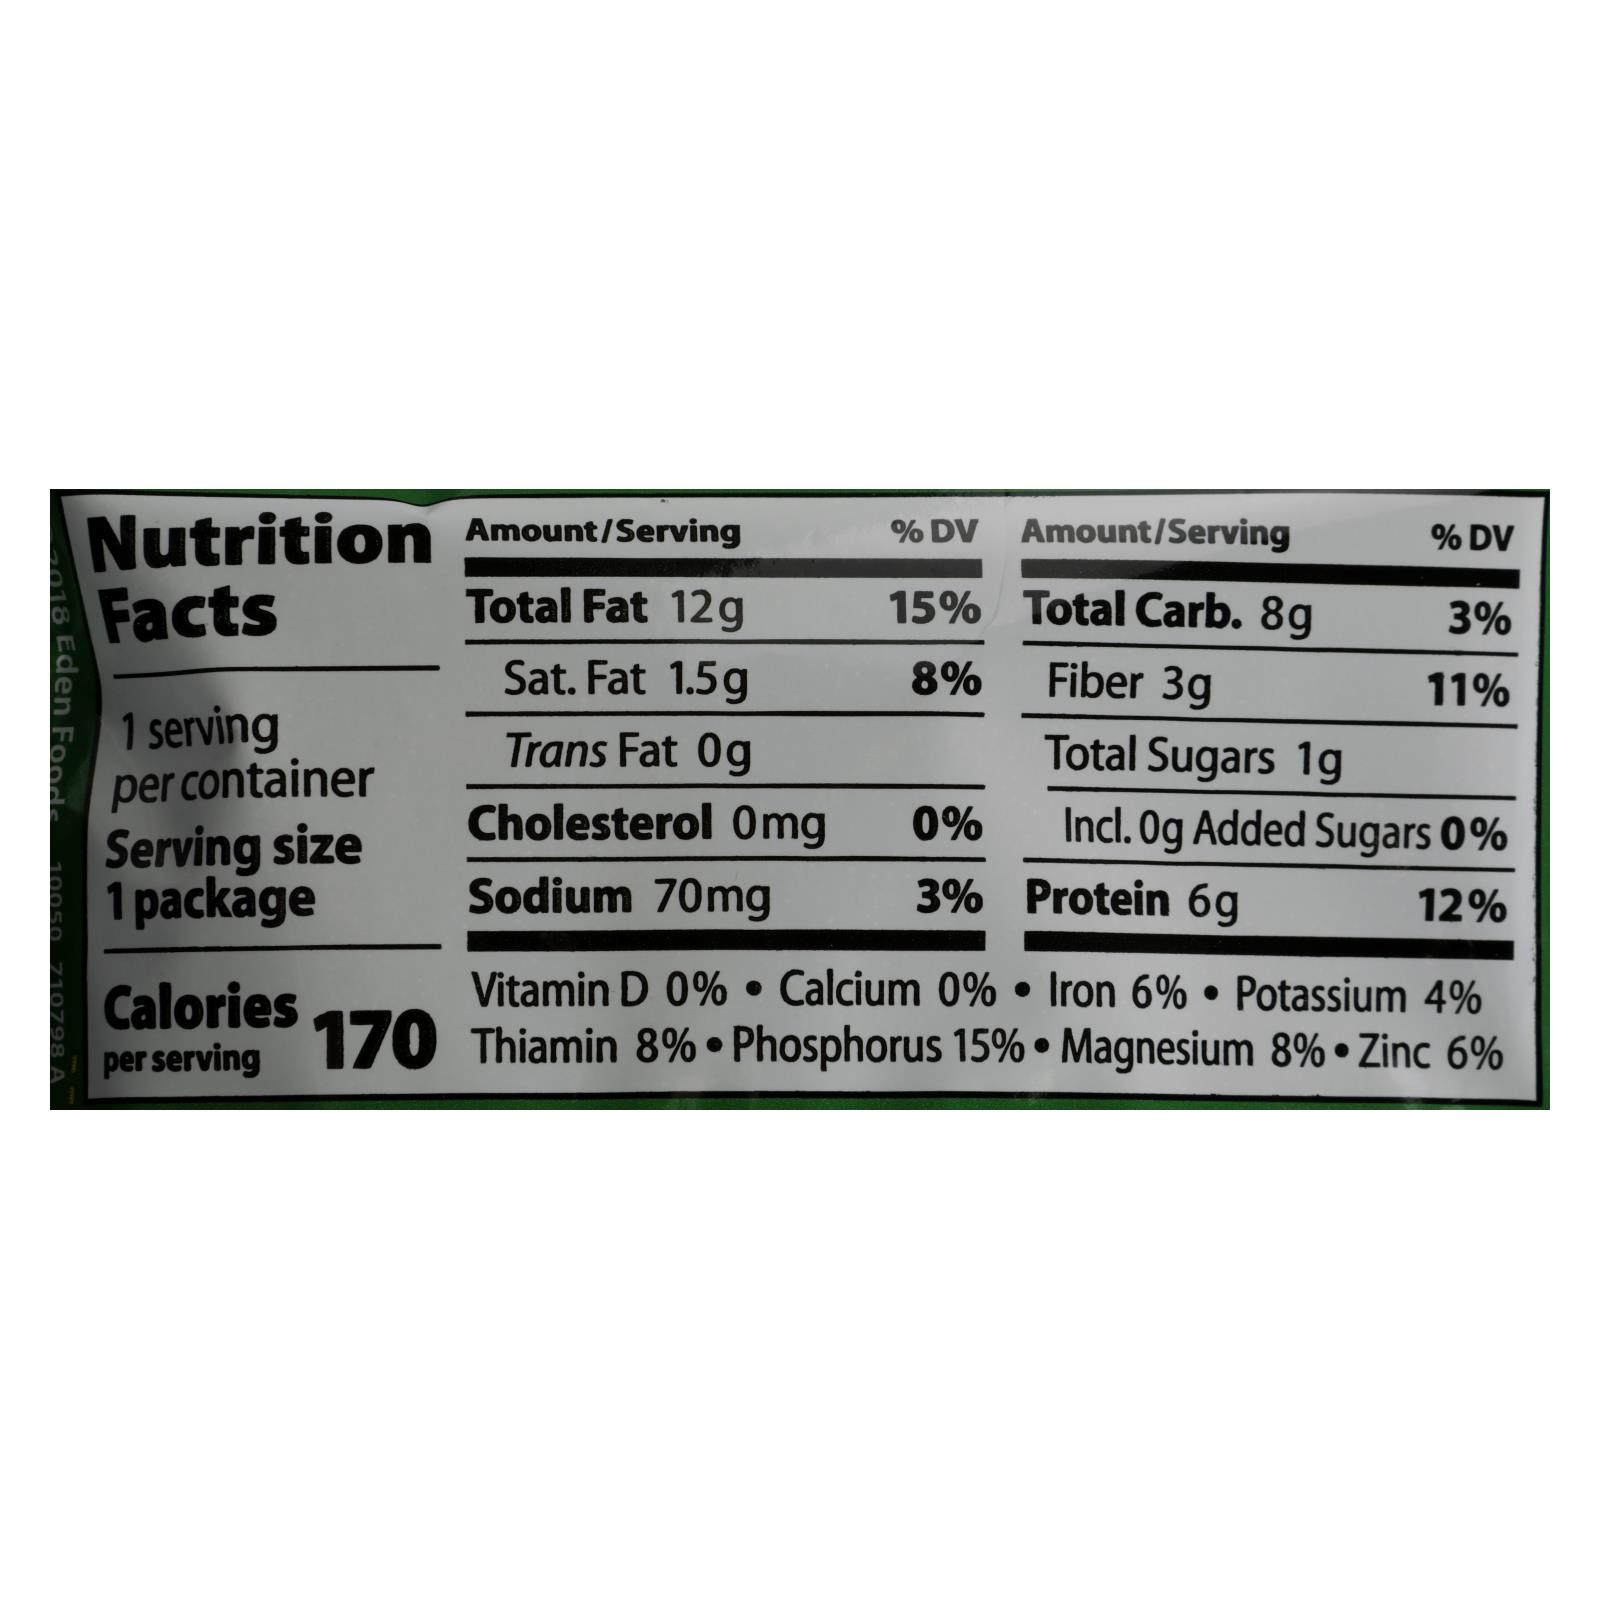 Nutrition
Facts
1 serving
per container
Serving size
1 package
Calories
per serving
170
Amount/Serving % DV
Total Fat 12g 15%
Sat. Fat 1.5g 8%
Trans Fat 0g
Cholesterol 0mg 0%
Sodium 70mg 3%
Amount/Serving % DV
Total Carb. 8g 3%
Fiber 3g 11%
Total Sugars 1g
Incl. 0g Added Sugars 0%
Protein 6g 12%
Vitamin D 0% • Calcium 0% • Iron 6% • Potassium 4%
Thiamin 8% • Phosphorus 15% • Magnesium 8% • Zinc 6%
2018 Eden Foods 10950 710798 A